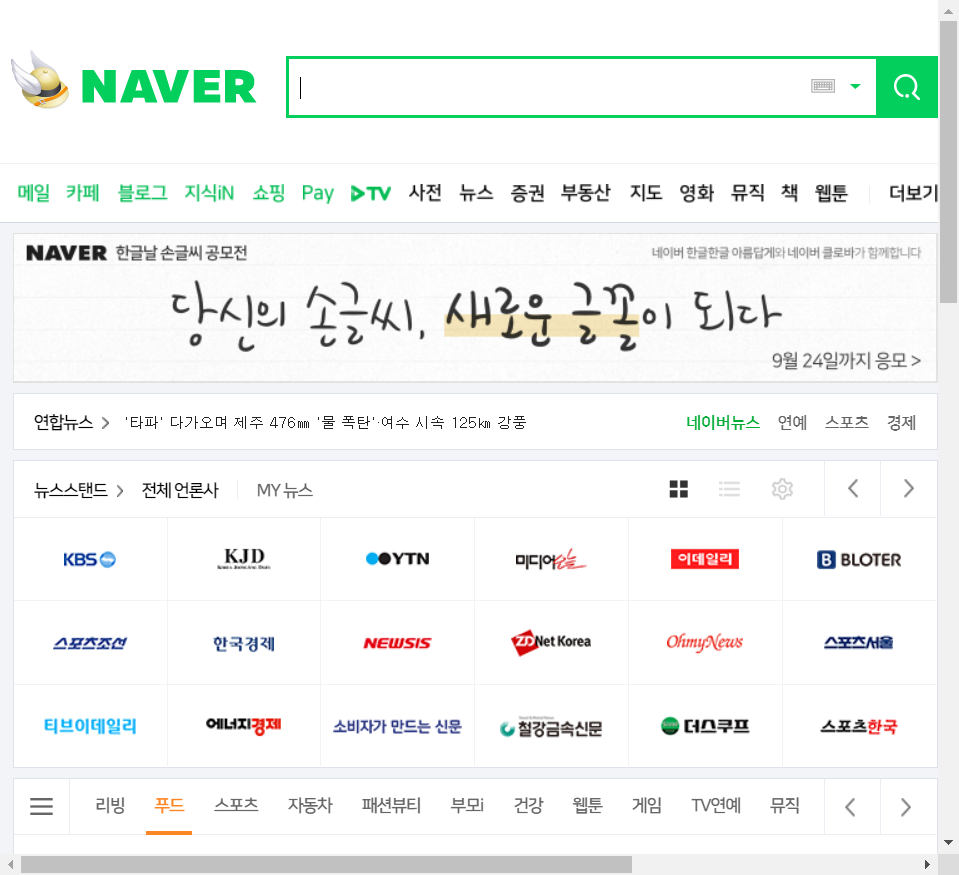 NAVER
메일 카페 블로그 지식iN 쇼핑 Pay TV 사전 뉴스 증권 부동산 지도 영화 뮤직 책 웹툰 더보기
NAVER 한글날 손글씨 공모전 네이버 한글한글 아름답게와 네이버 클로바가 함께합니다
당신의 손글씨, 새로운 글꼴이 되다
9월 24일까지 응모 >
연합뉴스 > '타파' 다가오며 제주 476㎜ '물 폭탄'·여수 시속 125㎞ 강풍 네이버뉴스 연예 스포츠 경제
뉴스스탠드 > 전체 언론사 MY 뉴스
KBS KJD YTN 미디어오늘 이데일리 BLOTER
스포츠조선 한국경제 NEWSIS ZDNet Korea OhmyNews 스포츠서울
티브이데일리 에너지경제 소비자가 만드는 신문 철강금속신문 더스쿠프 스포츠한국
리빙 푸드 스포츠 자동차 패션뷰티 부모i 건강 웹툰 게임 TV연예 뮤직